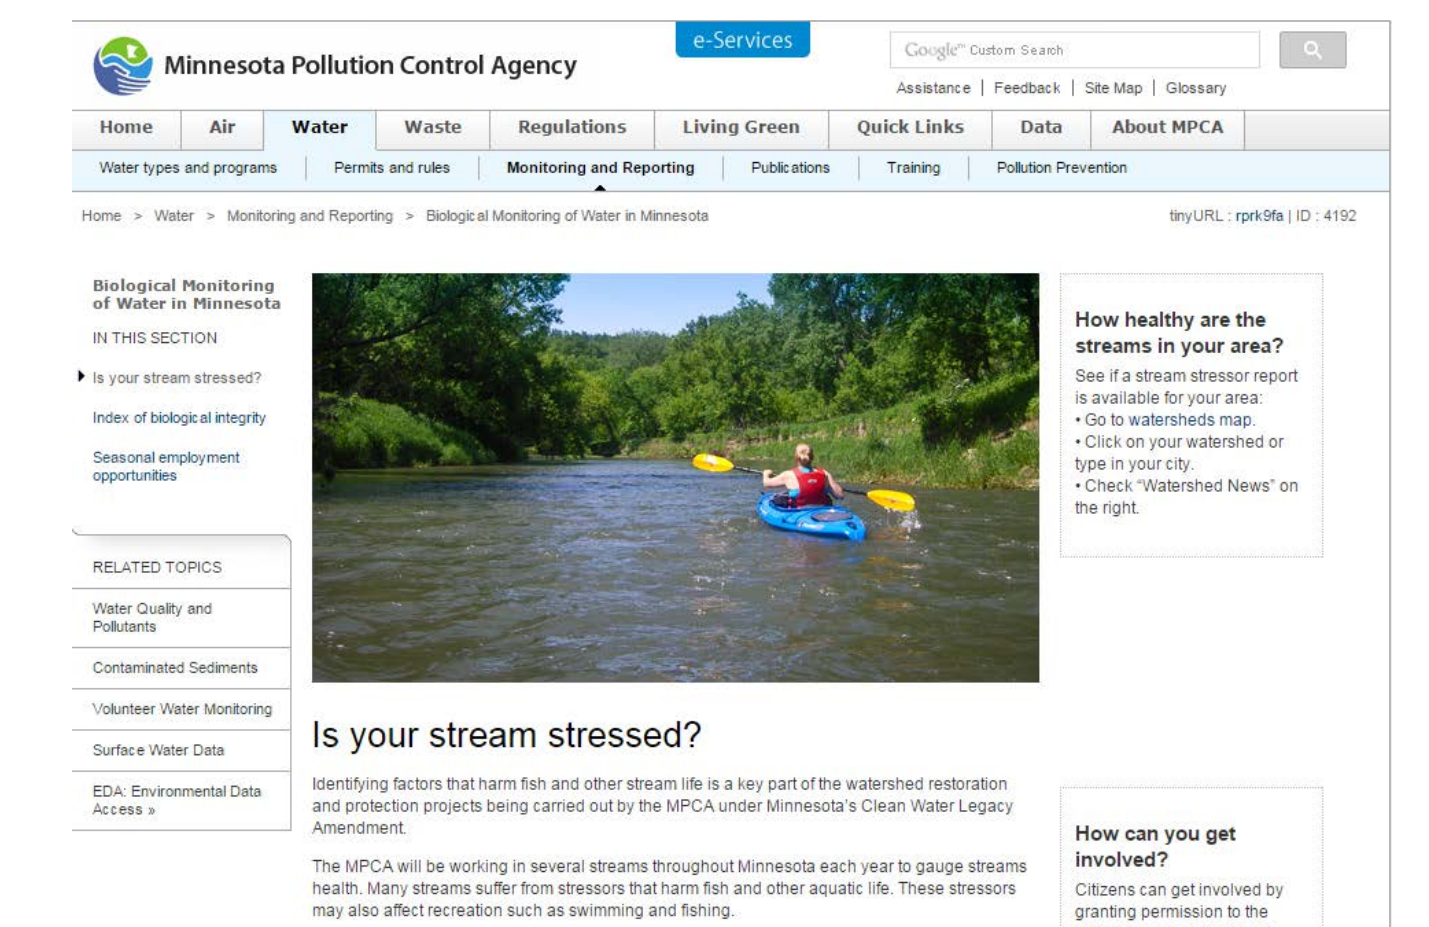 e-Services
Minnesota Pollution Control Agency
Google™ Custom Search
Assistance | Feedback | Site Map | Glossary
Home Air Water Waste Regulations Living Green Quick Links Data About MPCA
Water types and programs Permits and rules Monitoring and Reporting Publications Training Pollution Prevention
Home > Water > Monitoring and Reporting > Biological Monitoring of Water in Minnesota
tinyURL : rprk9fa | ID : 4192
Biological Monitoring
of Water in Minnesota
IN THIS SECTION
Is your stream stressed?
Index of biological integrity
Seasonal employment
opportunities
RELATED TOPICS
Water Quality and
Pollutants
Contaminated Sediments
Volunteer Water Monitoring
Surface Water Data
EDA: Environmental Data
Access »
Is your stream stressed?
Identifying factors that harm fish and other stream life is a key part of the watershed restoration
and protection projects being carried out by the MPCA under Minnesota's Clean Water Legacy
Amendment.
The MPCA will be working in several streams throughout Minnesota each year to gauge streams
health. Many streams suffer from stressors that harm fish and other aquatic life. These stressors
may also affect recreation such as swimming and fishing.
How healthy are the
streams in your area?
See if a stream stressor report
is available for your area:
• Go to watersheds map.
• Click on your watershed or
type in your city.
• Check “Watershed News” on
the right.
How can you get
involved?
Citizens can get involved by
granting permission to the